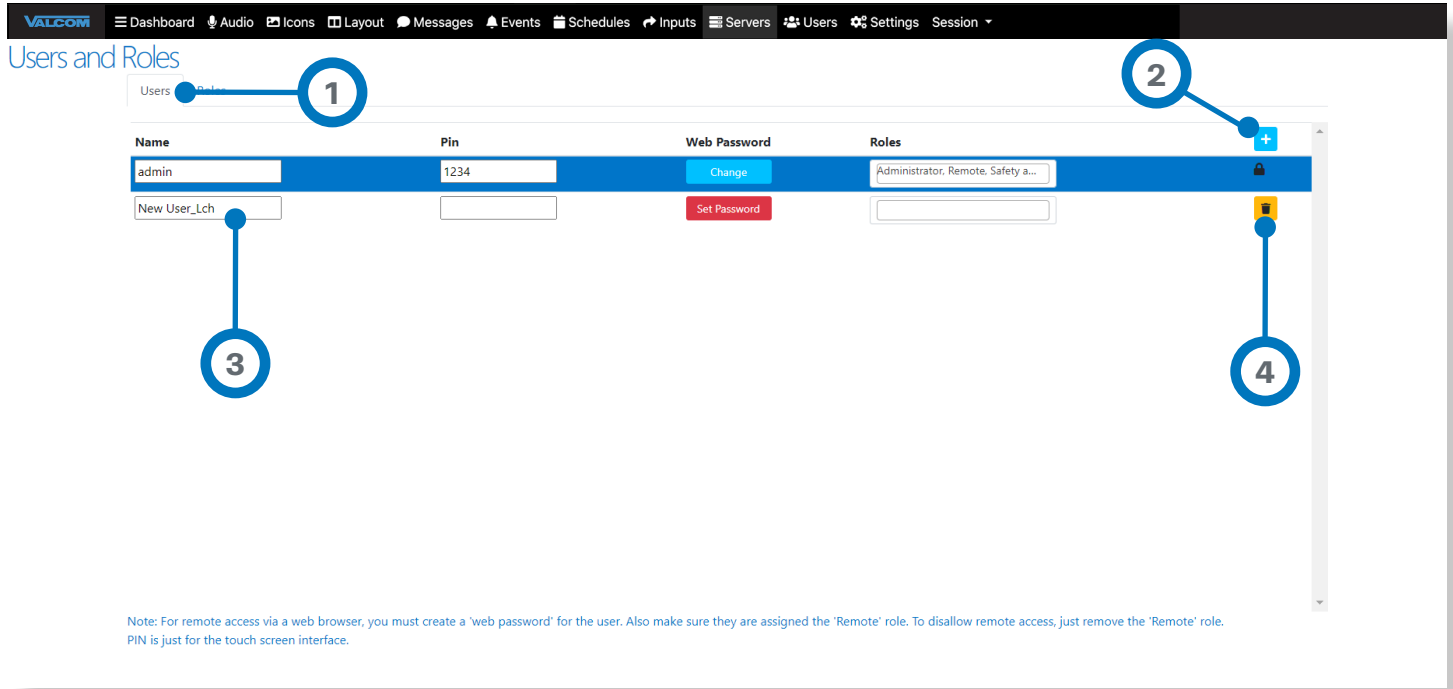 VALCOM Dashboard Audio Icons Layout Messages Events Schedules Inputs Servers Users Settings Session
Users and Roles
Users Roles
1
2
Name Pin Web Password Roles +
admin 1234 Change Administrator, Remote, Safety a...
New User_Lch Set Password
3
4
Note: For remote access via a web browser, you must create a 'web password' for the user. Also make sure they are assigned the 'Remote' role. To disallow remote access, just remove the 'Remote' role.
PIN is just for the touch screen interface.